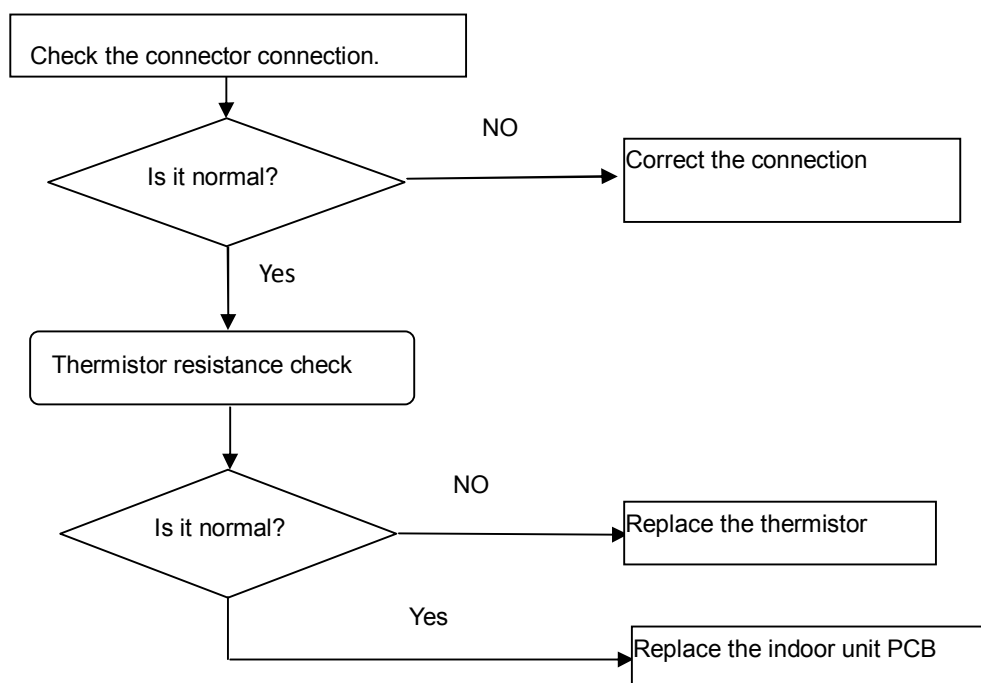 Check the connector connection.
NO
Correct the connection
Is it normal?
Yes
Thermistor resistance check
NO
Is it normal?
Replace the thermistor
Yes
Replace the indoor unit PCB